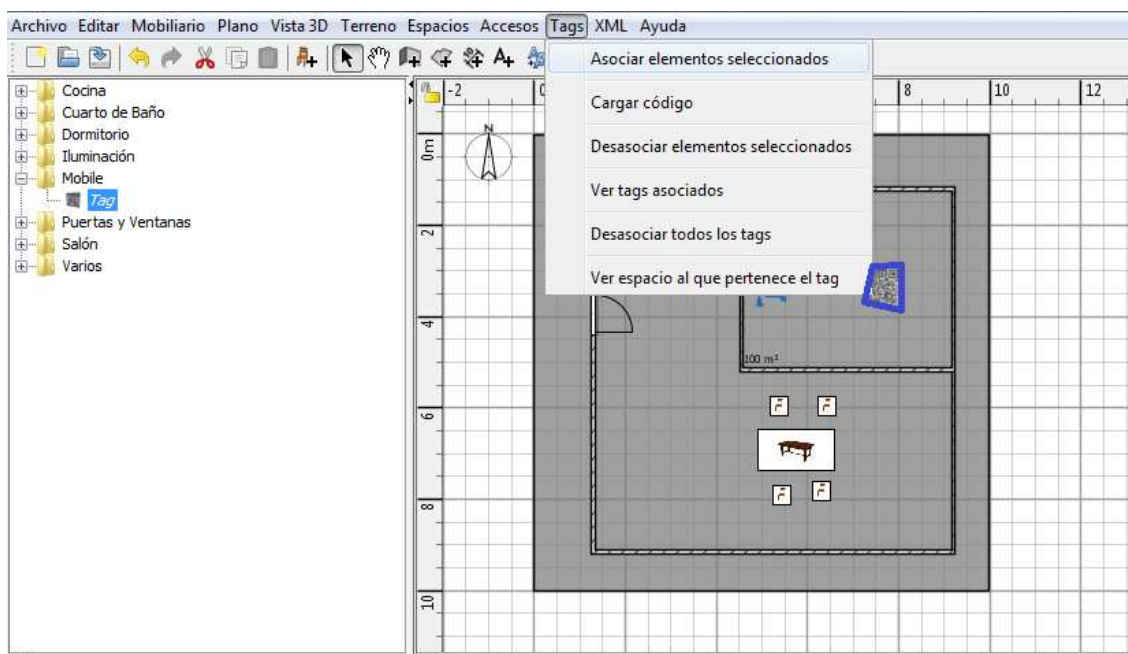 Archivo Editar Mobiliario Plano Vista 3D Terreno Espacios Accesos Tags XML Ayuda
Asociar elementos seleccionados
Cargar código
Desasociar elementos seleccionados
Ver tags asociados
Desasociar todos los tags
Ver espacio al que pertenece el tag
Cocina
Cuarto de Baño
Dormitorio
Iluminación
Mobile
Tag
Puertas y Ventanas
Salón
Varios
-2 0 8 10 12
0m
N
2
4
100 m²
6
8
10